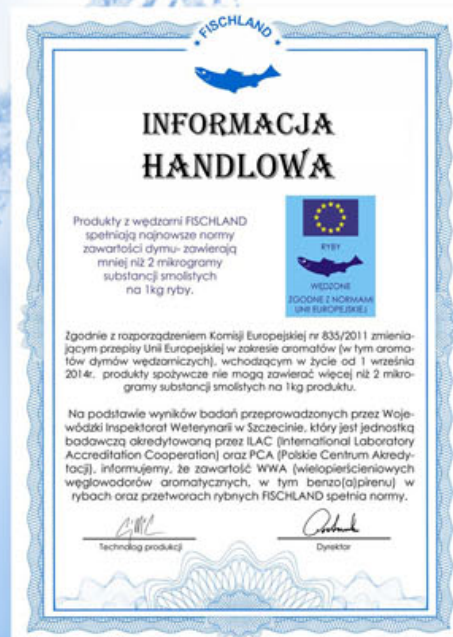 FISCHLAND
INFORMACJA
HANDLOWA
Produkty z wędzarni FISCHLAND
spełniają najnowsze normy
zawartości dymu- zawierają
mniej niż 2 mikrogramy
substancji smolistych
na 1kg ryby.
RYBY
WĘDZONE
ZGODNE Z NORMAMI
UNII EUROPEJSKIEJ
Zgodnie z rozporządzeniem Komisji Europejskiej nr 835/2011 zmienia-
jącym przepisy Unii Europejskiej w zakresie aromatów (w tym aroma-
tów dymów wędzarniczych), wchodzącym w życie od 1 września
2014r. produkty spożywcze nie mogą zawierać więcej niż 2 mikro-
gramy substancji smolistych na 1kg produktu.
Na podstawie wyników badań przeprowadzonych przez Woje-
wódzki Inspektorat Weterynarii w Szczecinie, który jest jednostką
badawczą akredytowaną przez ILAC (International Laboratory
Accreditation Cooperation) oraz PCA (Polskie Centrum Akredy-
tacji), informujemy, że zawartość WWA (wielopierścieniowych
węglowodorów aromatycznych, w tym benzo(a)pirenu) w
rybach oraz przetworach rybnych FISCHLAND spełnia normy.
Technolog produkcji
Dyrektor